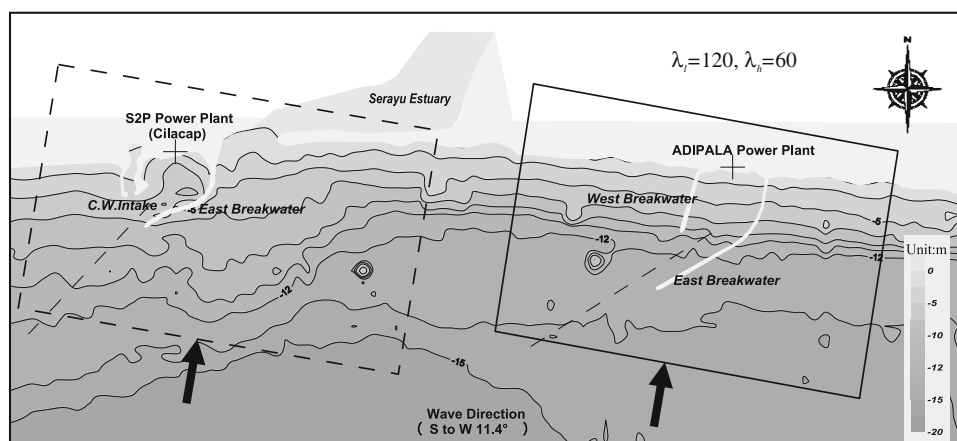 N
λl=120, λh=60
Serayu Estuary
S2P Power Plant
(Cilacap)
ADIPALA Power Plant
C.W.Intake
-6
East Breakwater
West Breakwater
-5
-12
-12
-12
East Breakwater
-15
Unit:m
0
-5
-10
-12
-15
-20
Wave Direction
( S to W 11.4° )